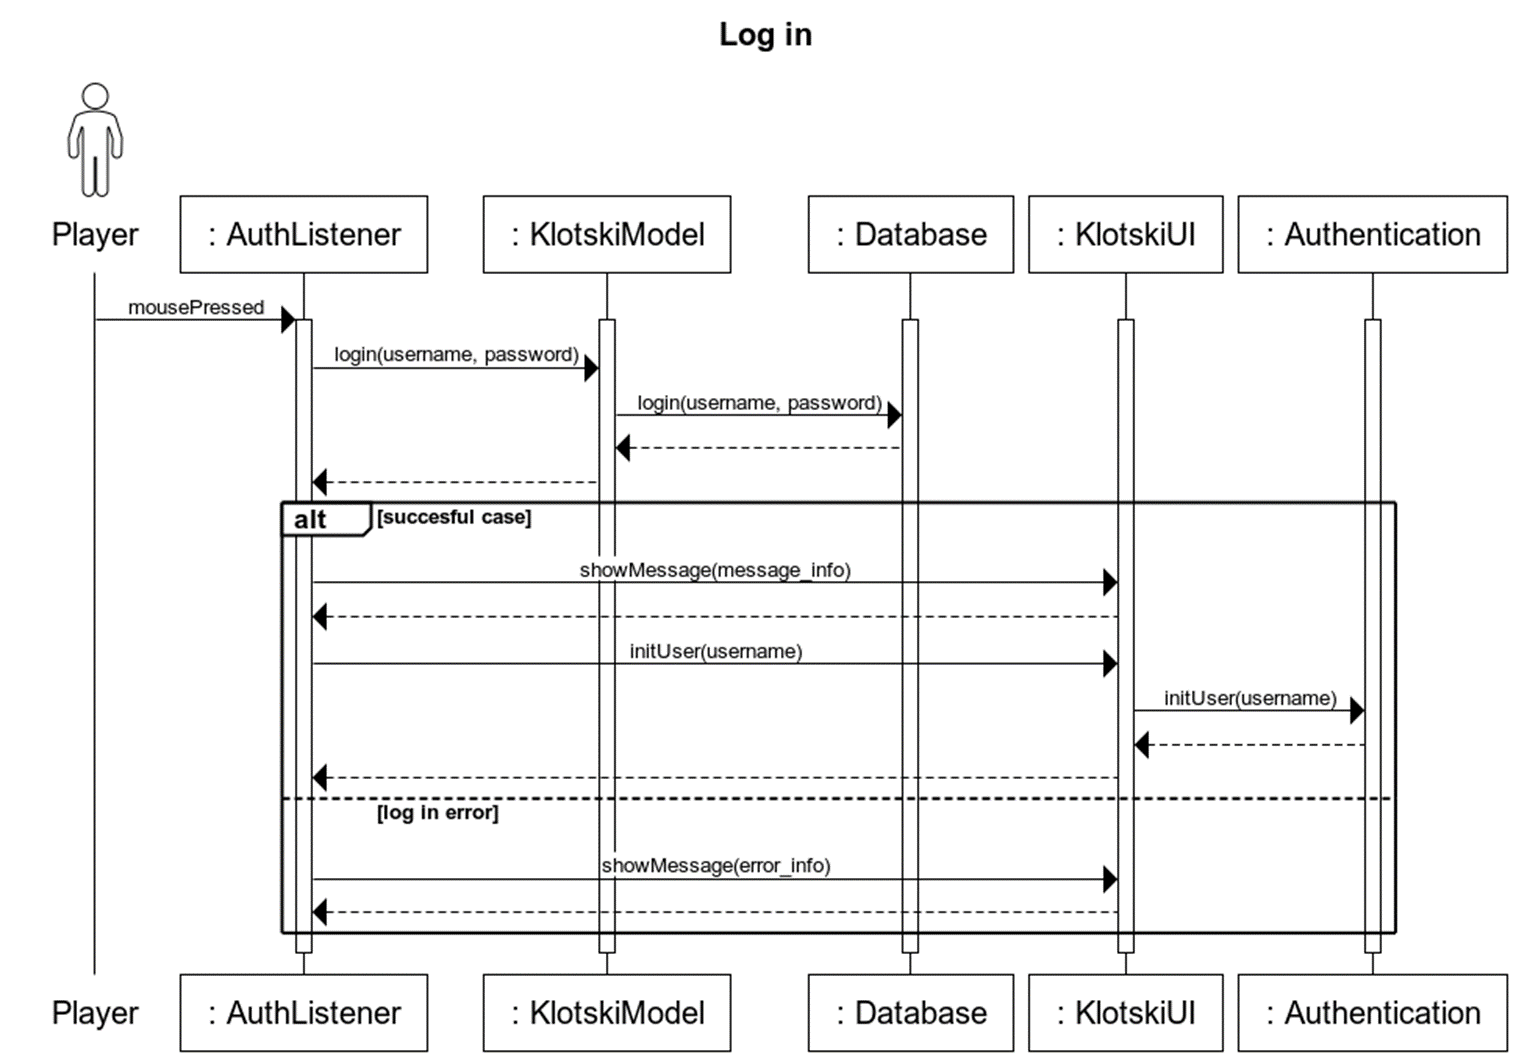 Log in
Player
: AuthListener
: KlotskiModel
: Database
: KlotskiUI
: Authentication
mousePressed
login(username, password)
login(username, password)
alt
[succesful case]
showMessage(message_info)
initUser(username)
initUser(username)
[log in error]
showMessage(error_info)
Player
: AuthListener
: KlotskiModel
: Database
: KlotskiUI
: Authentication